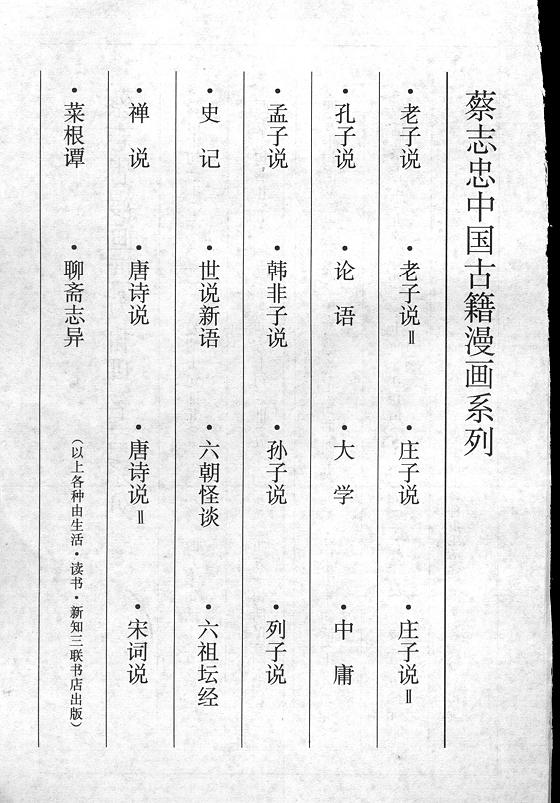 蔡志忠中国古籍漫画系列
•老子说 •老子说Ⅱ •庄子说 •庄子说Ⅱ
•孔子说 •论语 •大学 •中庸
•孟子说 •韩非子说 •孙子说 •列子说
•史记 •世说新语 •六朝怪谈 •六祖坛经
•禅说 •唐诗说 •唐诗说Ⅱ •宋词说
•菜根谭 •聊斋志异 (以上各种由生活·读书·新知三联书店出版)